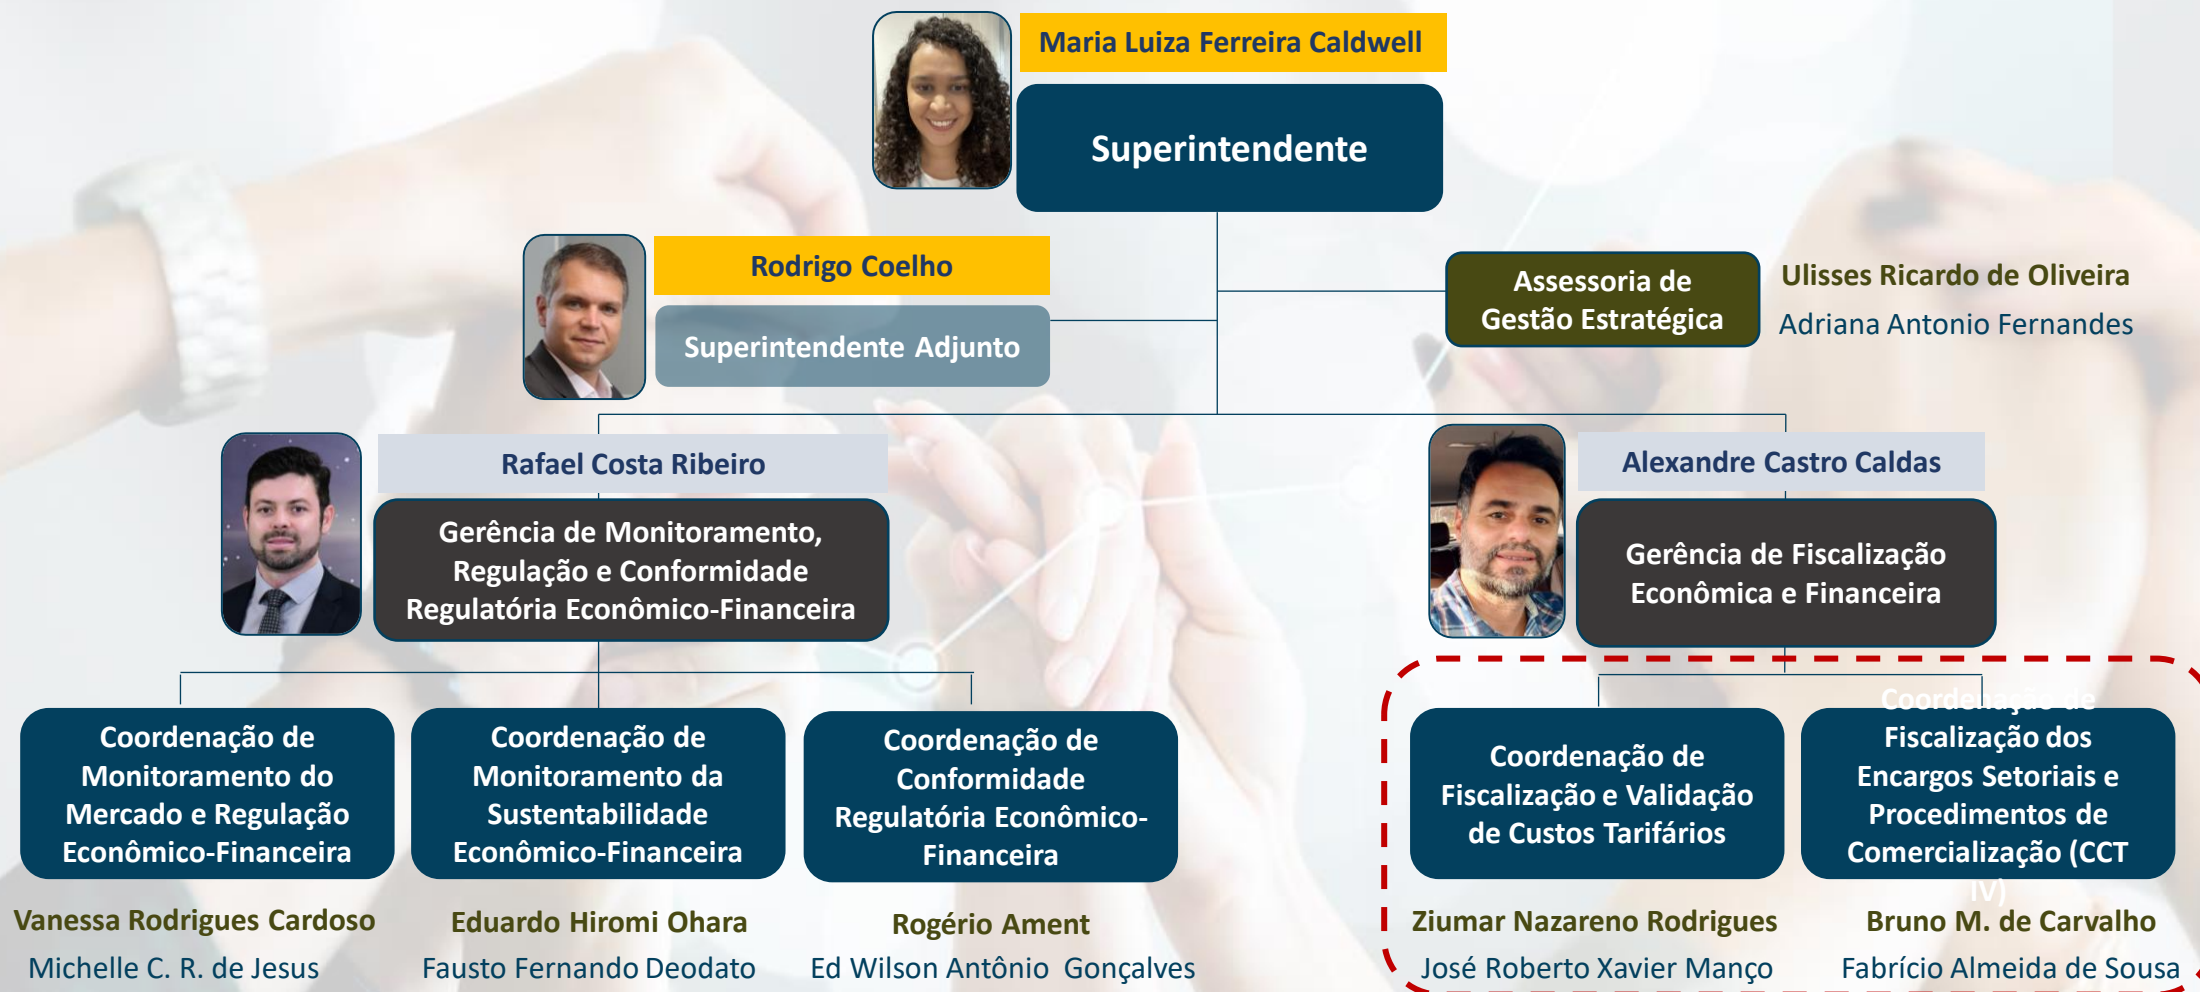 Maria Luiza Ferreira Caldwell
Superintendente
Rodrigo Coelho
Superintendente Adjunto
Assessoria de
Gestão Estratégica
Ulisses Ricardo de Oliveira
Adriana Antonio Fernandes
Rafael Costa Ribeiro
Gerência de Monitoramento,
Regulação e Conformidade
Regulatória Econômico-Financeira
Alexandre Castro Caldas
Gerência de Fiscalização
Econômica e Financeira
Coordenação de
Monitoramento do
Mercado e Regulação
Econômico-Financeira
Vanessa Rodrigues Cardoso
Michelle C. R. de Jesus
Coordenação de
Monitoramento da
Sustentabilidade
Econômico-Financeira
Eduardo Hiromi Ohara
Fausto Fernando Deodato
Coordenação de
Conformidade
Regulatória Econômico-
Financeira
Rogério Ament
Ed Wilson Antônio Gonçalves
Coordenação de
Fiscalização e Validação
de Custos Tarifários
Ziumar Nazareno Rodrigues
José Roberto Xavier Manço
Coordenação de
Fiscalização dos
Encargos Setoriais e
Procedimentos de
Comercialização (CCT
IV)
Bruno M. de Carvalho
Fabrício Almeida de Sousa